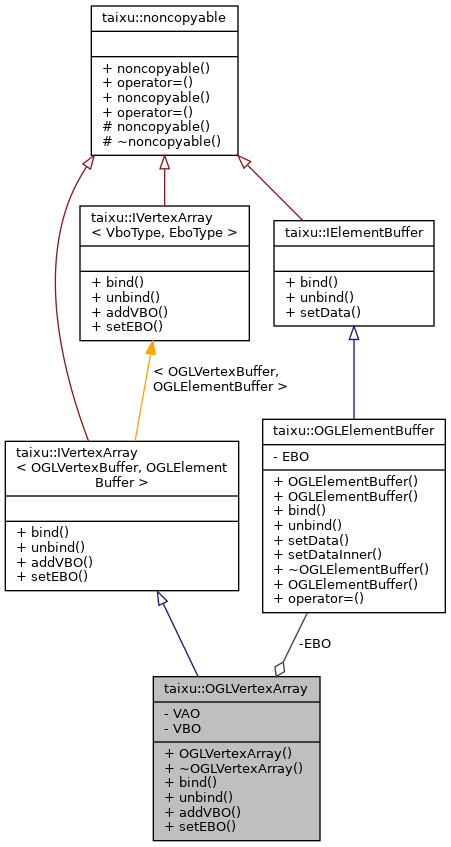 taixu::noncopyable
+ noncopyable()
+ operator=()
+ noncopyable()
+ operator=()
# noncopyable()
# ~noncopyable()
taixu::IVertexArray
< VboType, EboType >
+ bind()
+ unbind()
+ addVBO()
+ setEBO()
taixu::IElementBuffer
+ bind()
+ unbind()
+ setData()
< OGLVertexBuffer,
OGLElementBuffer >
taixu::IVertexArray
< OGLVertexBuffer, OGLElement
Buffer >
+ bind()
+ unbind()
+ addVBO()
+ setEBO()
taixu::OGLElementBuffer
- EBO
+ OGLElementBuffer()
+ OGLElementBuffer()
+ bind()
+ unbind()
+ setData()
+ setDataInner()
+ ~OGLElementBuffer()
+ OGLElementBuffer()
+ operator=()
-EBO
taixu::OGLVertexArray
- VAO
- VBO
+ OGLVertexArray()
+ ~OGLVertexArray()
+ bind()
+ unbind()
+ addVBO()
+ setEBO()